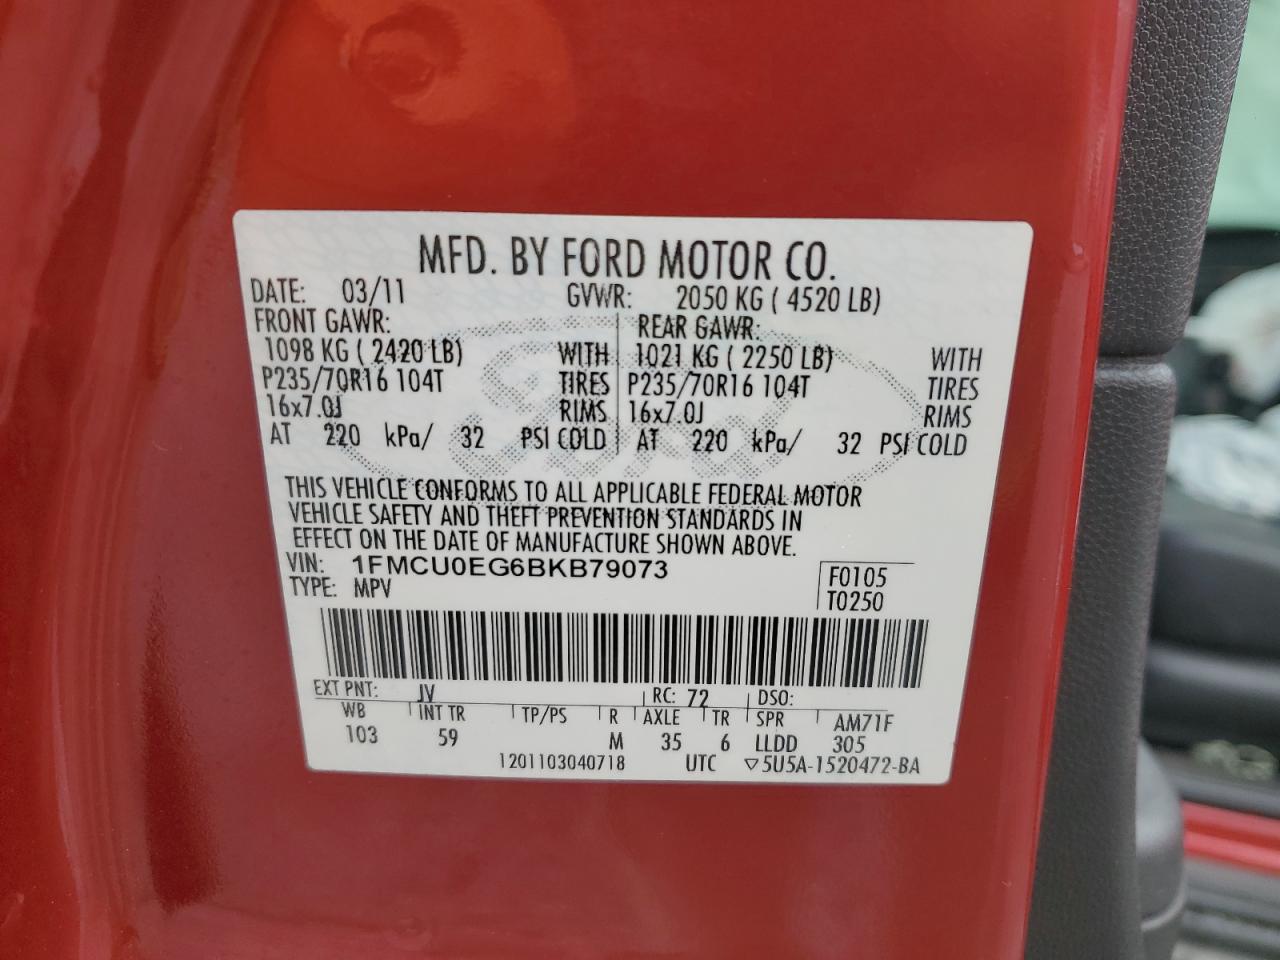 MFD. BY FORD MOTOR CO.
DATE: 03/11 GVWR: 2050 KG ( 4520 LB)
FRONT GAWR: REAR GAWR:
1098 KG ( 2420 LB) WITH 1021 KG ( 2250 LB) WITH
P235/70R16 104T TIRES P235/70R16 104T TIRES
16x7.0J RIMS 16x7.0J RIMS
AT 220 kPa/ 32 PSI COLD AT 220 kPa/ 32 PSI COLD
THIS VEHICLE CONFORMS TO ALL APPLICABLE FEDERAL MOTOR
VEHICLE SAFETY AND THEFT PREVENTION STANDARDS IN
EFFECT ON THE DATE OF MANUFACTURE SHOWN ABOVE.
VIN: 1FMCU0EG6BKB79073 F0105
TYPE: MPV T0250
EXT PNT: JV RC: 72 DSO:
WB INT TR TP/PS R AXLE TR SPR AM71F
103 59 M 35 6 LLDD 305
1201103040718 UTC ▽5U5A-1520472-BA
Ford